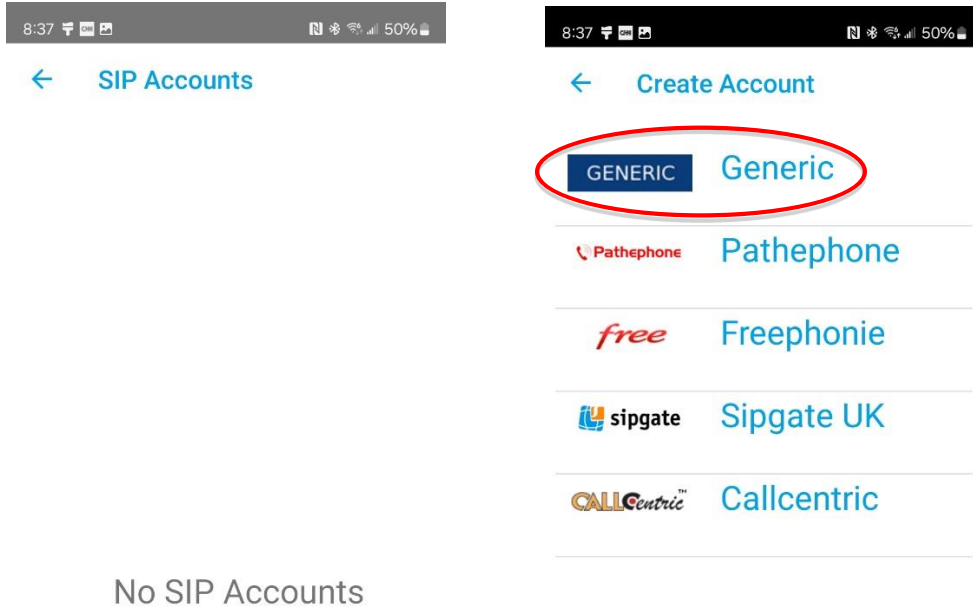 8:37
50%
SIP Accounts
No SIP Accounts
8:37
50%
Create Account
GENERIC Generic
Pathephone Pathephone
free Freephonie
sipgate Sipgate UK
CALLCentric™ Callcentric